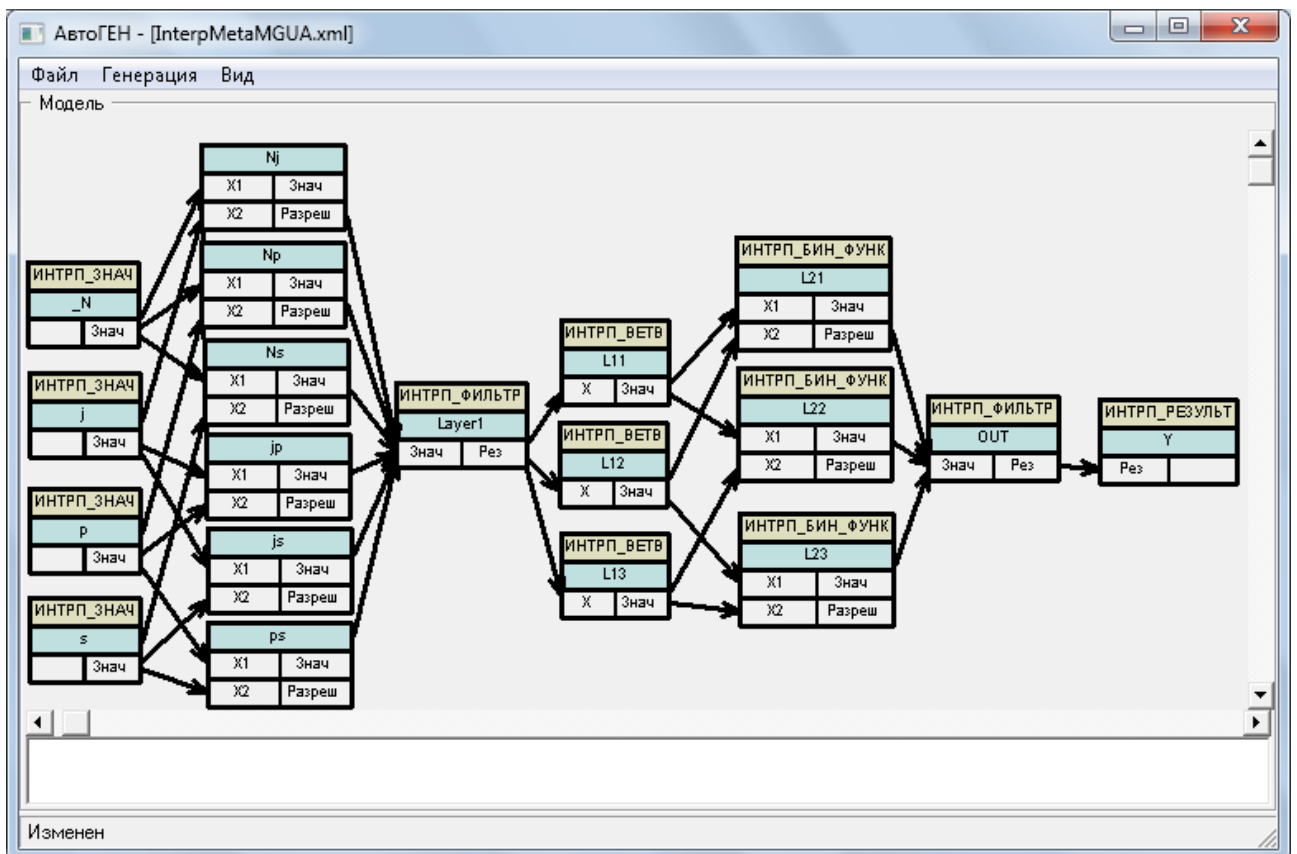 АвтоГЕН - [InterpMetaMGUA.xml]
Файл Генерация Вид
Модель
ИНТРП_ЗНАЧ
_N
Знач
ИНТРП_ЗНАЧ
j
Знач
ИНТРП_ЗНАЧ
p
Знач
ИНТРП_ЗНАЧ
s
Знач
Nj
X1 Знач
X2 Разреш
Np
X1 Знач
X2 Разреш
Ns
X1 Знач
X2 Разреш
jp
X1 Знач
X2 Разреш
js
X1 Знач
X2 Разреш
ps
X1 Знач
X2 Разреш
ИНТРП_ФИЛЬТР
Layer1
Знач Рез
ИНТРП_ВЕТВ
L11
X Знач
ИНТРП_ВЕТВ
L12
X Знач
ИНТРП_ВЕТВ
L13
X Знач
ИНТРП_БИН_ФУНК
L21
X1 Знач
X2 Разреш
ИНТРП_БИН_ФУНК
L22
X1 Знач
X2 Разреш
ИНТРП_БИН_ФУНК
L23
X1 Знач
X2 Разреш
ИНТРП_ФИЛЬТР
OUT
Знач Рез
ИНТРП_РЕЗУЛЬТ
Y
Рез
Изменен